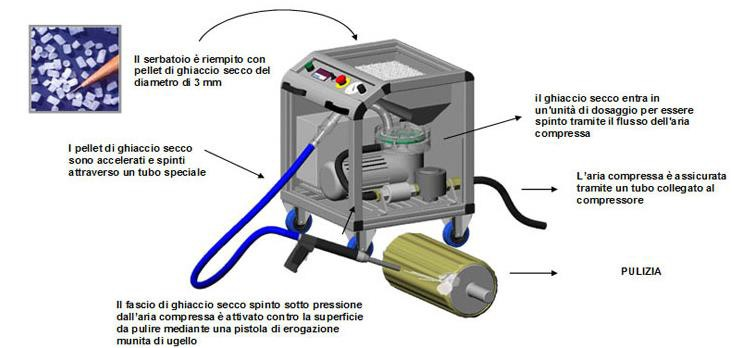 Il serbatoio è riempito con
pellet di ghiaccio secco del
diametro di 3 mm
il ghiaccio secco entra in
un'unità di dosaggio per essere
spinto tramite il flusso dell'aria
compressa
I pellet di ghiaccio secco
sono accelerati e spinti
attraverso un tubo speciale
L'aria compressa è assicurata
tramite un tubo collegato al
compressore
PULIZIA
Il fascio di ghiaccio secco spinto sotto pressione
dall'aria compressa è attivato contro la superficie
da pulire mediante una pistola di erogazione
munita di ugello